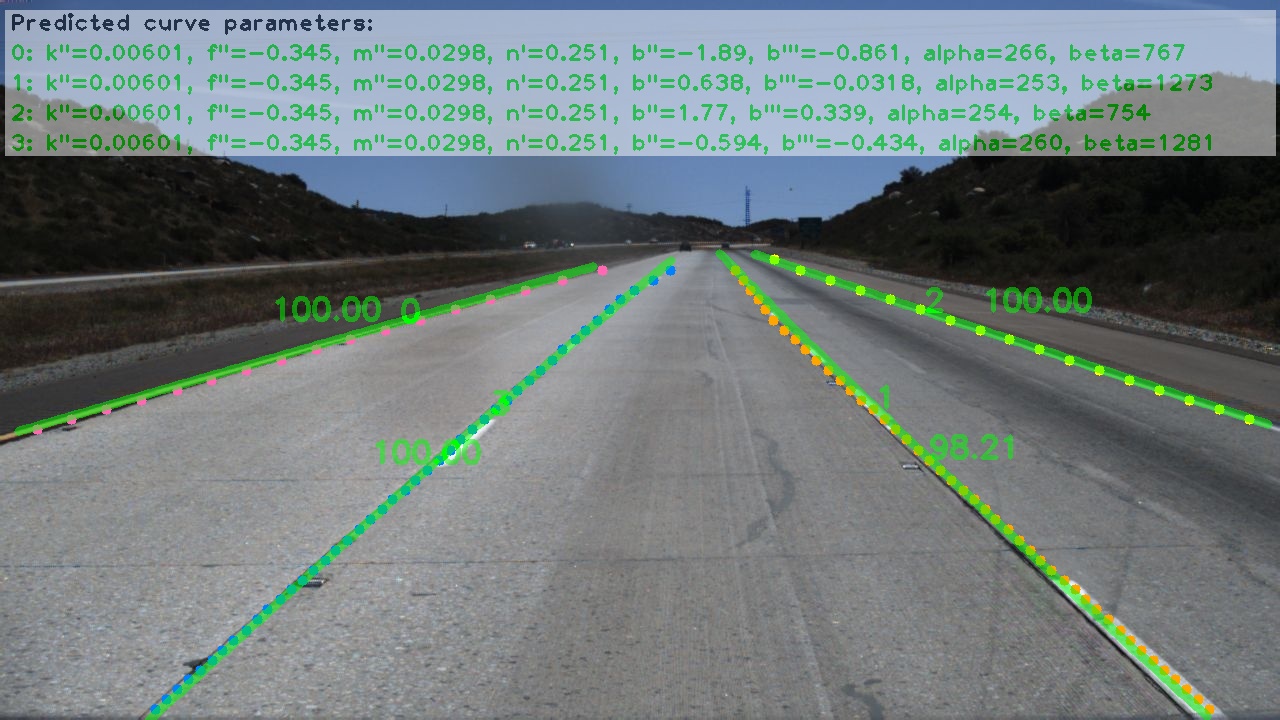 Predicted curve parameters:
0: k''=0.00601, f''=−0.345, m''=0.0298, n'=0.251, b''=−1.89, b'''=−0.861, alpha=266, beta=767
1: k''=0.00601, f''=−0.345, m''=0.0298, n'=0.251, b''=0.638, b'''=−0.0318, alpha=253, beta=1273
2: k''=0.00601, f''=−0.345, m''=0.0298, n'=0.251, b''=1.77, b'''=0.339, alpha=254, beta=754
3: k''=0.00601, f''=−0.345, m''=0.0298, n'=0.251, b''=−0.594, b'''=−0.434, alpha=260, beta=1281
100.00 0
2 100.00
3
1
100.00
98.21